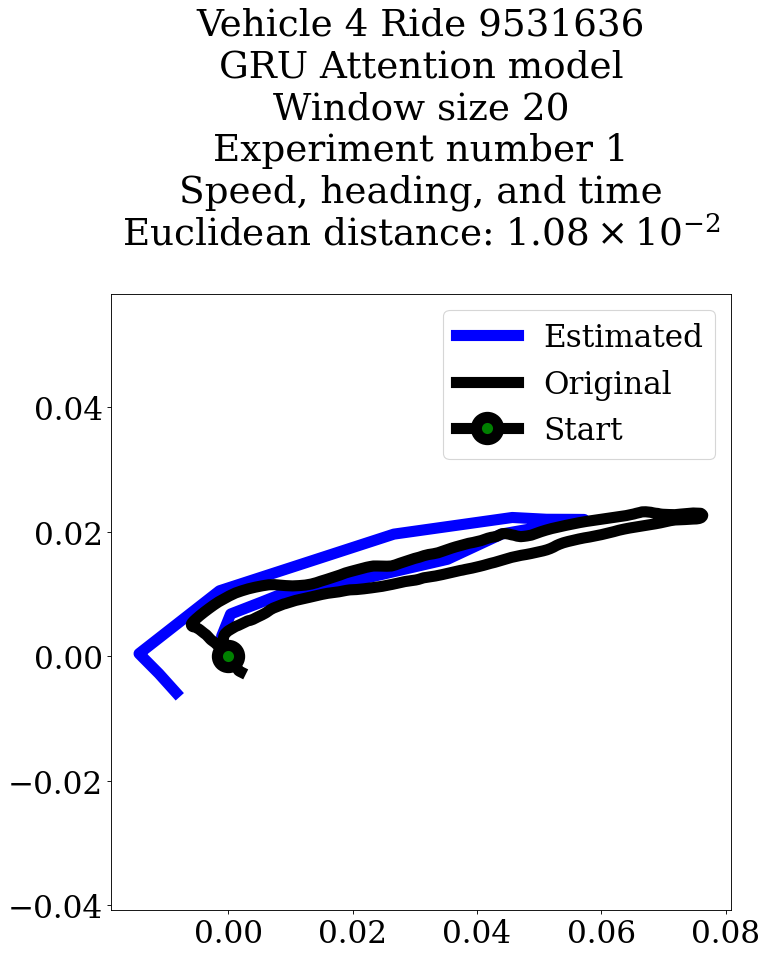 Vehicle 4 Ride 9531636
GRU Attention model
Window size 20
Experiment number 1
Speed, heading, and time
Euclidean distance: 1.08 × 10⁻²
Estimated
Original
Start
0.04
0.02
0.00
−0.02
−0.04
0.00 0.02 0.04 0.06 0.08